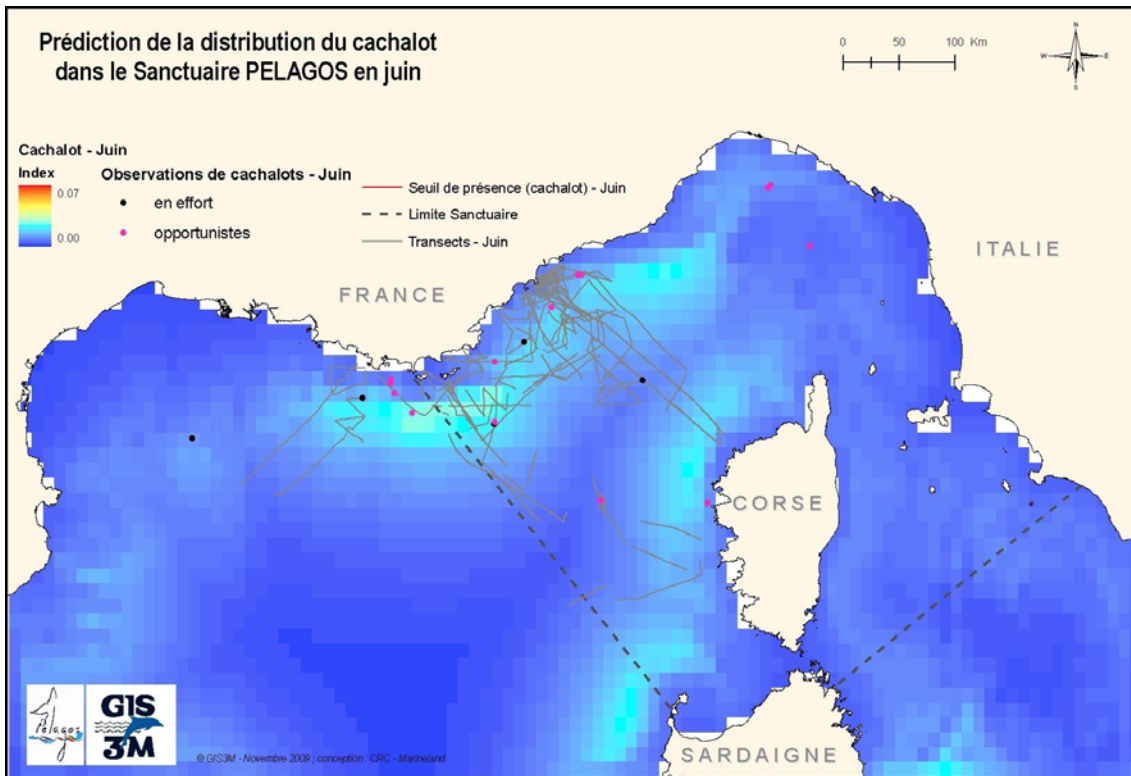 Prédiction de la distribution du cachalot
dans le Sanctuaire PELAGOS en juin
0 50 100 Km
N
W E
S
Cachalot - Juin
Index
0.07
0.00
Observations de cachalots - Juin
en effort
opportunistes
Seuil de présence (cachalot) - Juin
Limite Sanctuaire
Transects - Juin
FRANCE
ITALIE
CORSE
SARDAIGNE
Pélagos
GIS
3M
© GIS3M - Novembre 2009 ; conception : CRC - Marineland